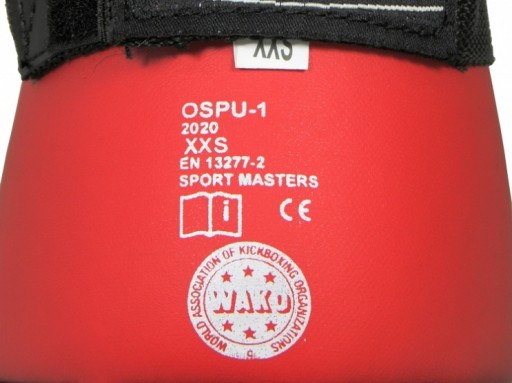 XXS
OSPU-1
2020
XXS
EN 13277-2
SPORT MASTERS
i
CE
WORLD ASSOCIATION OF KICKBOXING ORGANIZATIONS
WAKO